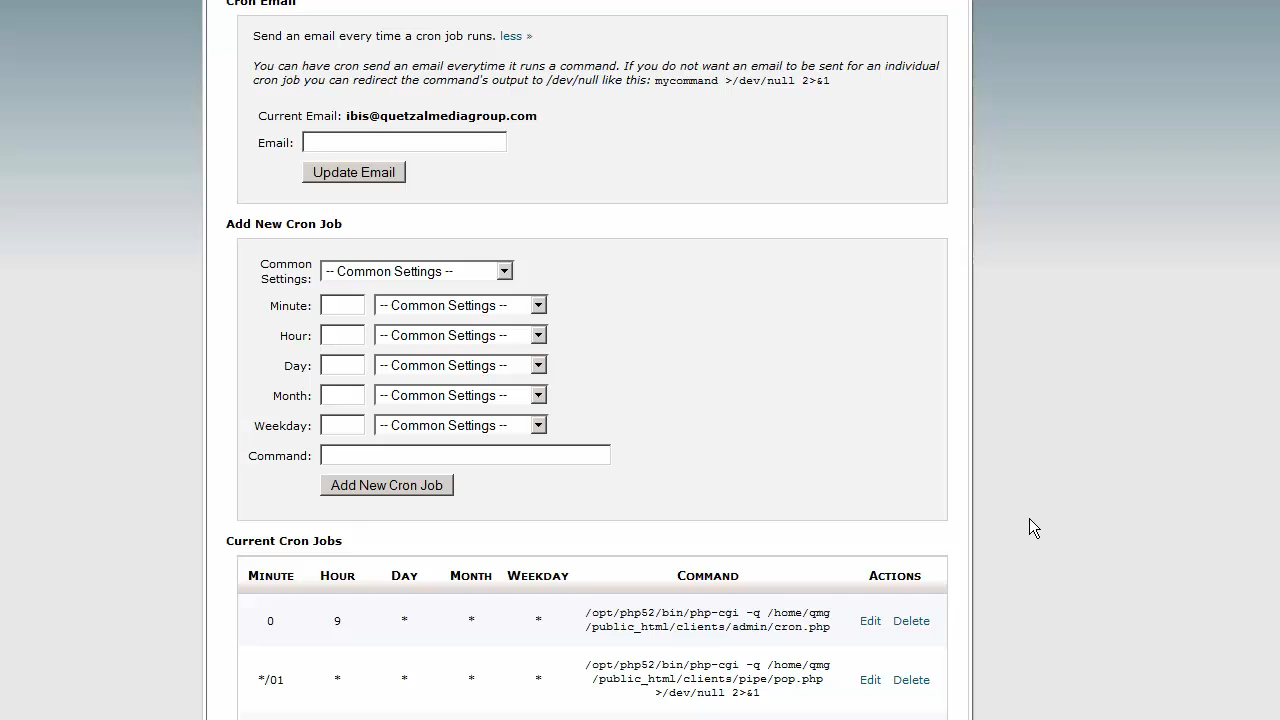 Cron Email
Send an email every time a cron job runs. less »
You can have cron send an email everytime it runs a command. If you do not want an email to be sent for an individual
cron job you can redirect the command's output to /dev/null like this: mycommand >/dev/null 2>&1
Current Email: ibis@quetzalmediagroup.com
Email:
Update Email
Add New Cron Job
Common
Settings:
-- Common Settings --
Minute: -- Common Settings --
Hour: -- Common Settings --
Day: -- Common Settings --
Month: -- Common Settings --
Weekday: -- Common Settings --
Command:
Add New Cron Job
Current Cron Jobs
MINUTE HOUR DAY MONTH WEEKDAY COMMAND ACTIONS
/opt/php52/bin/php-cgi -q /home/qmg
0 9 * * * Edit Delete
/public_html/clients/admin/cron.php
/opt/php52/bin/php-cgi -q /home/qmg
*/01 * * * * /public_html/clients/pipe/pop.php Edit Delete
>/dev/null 2>&1